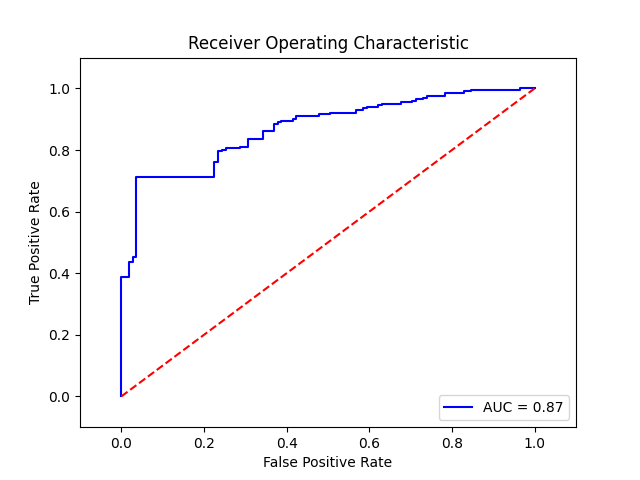 Receiver Operating Characteristic
True Positive Rate
1.0
0.8
0.6
0.4
0.2
0.0
AUC = 0.87
0.0 0.2 0.4 0.6 0.8 1.0
False Positive Rate